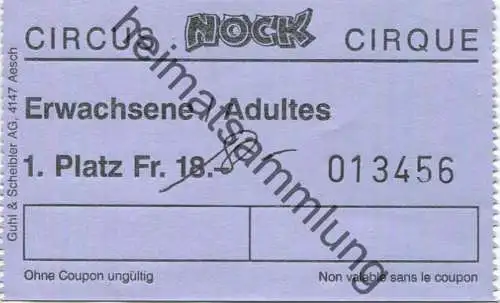 CIRCUS NOCK CIRQUE
Erwachsene / Adultes
1. Platz Fr. 18.- 013456
Ohne Coupon ungültig Non valable sans le coupon
Guhl & Scheibler AG, 4147 Aesch
heimatsammlung